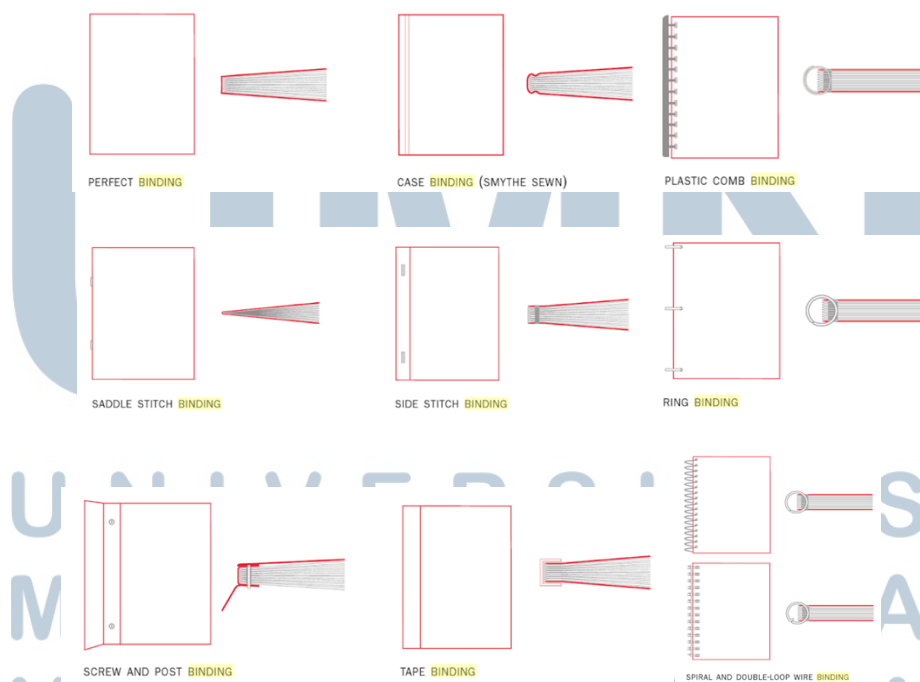 PERFECT BINDING
CASE BINDING (SMYTHE SEWN)
PLASTIC COMB BINDING
SADDLE STITCH BINDING
SIDE STITCH BINDING
RING BINDING
SCREW AND POST BINDING
TAPE BINDING
SPIRAL AND DOUBLE-LOOP WIRE BINDING